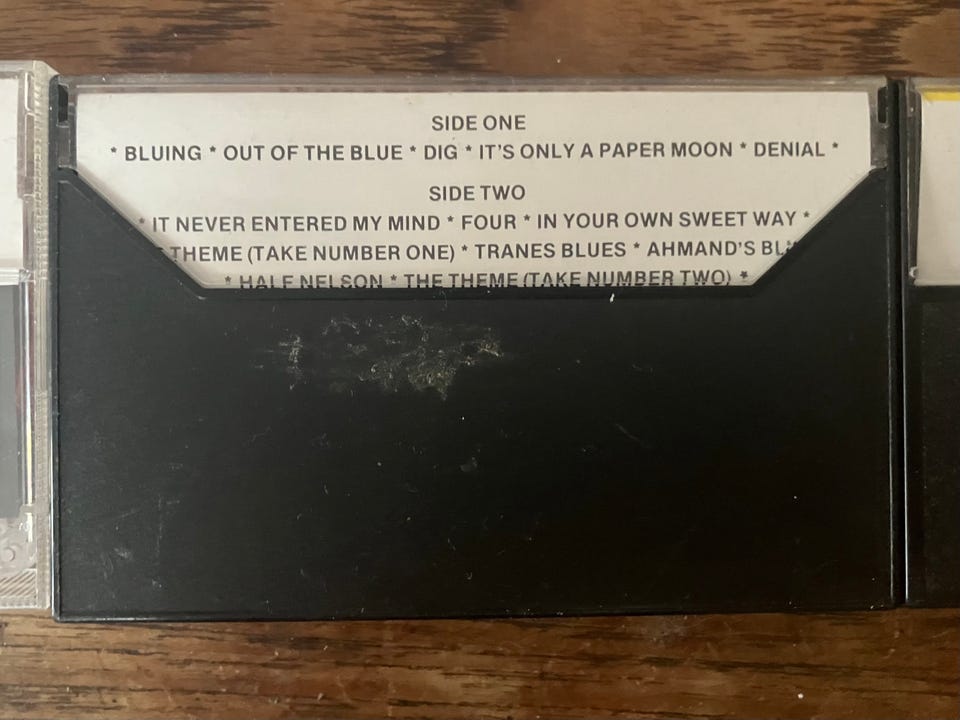 SIDE ONE
* BLUING * OUT OF THE BLUE * DIG * IT'S ONLY A PAPER MOON * DENIAL *
SIDE TWO
* IT NEVER ENTERED MY MIND * FOUR * IN YOUR OWN SWEET WAY *
THEME (TAKE NUMBER ONE) * TRANES BLUES * AHMAND'S
* HALF NELSON * THE THEME (TAKE NUMBER TWO) *